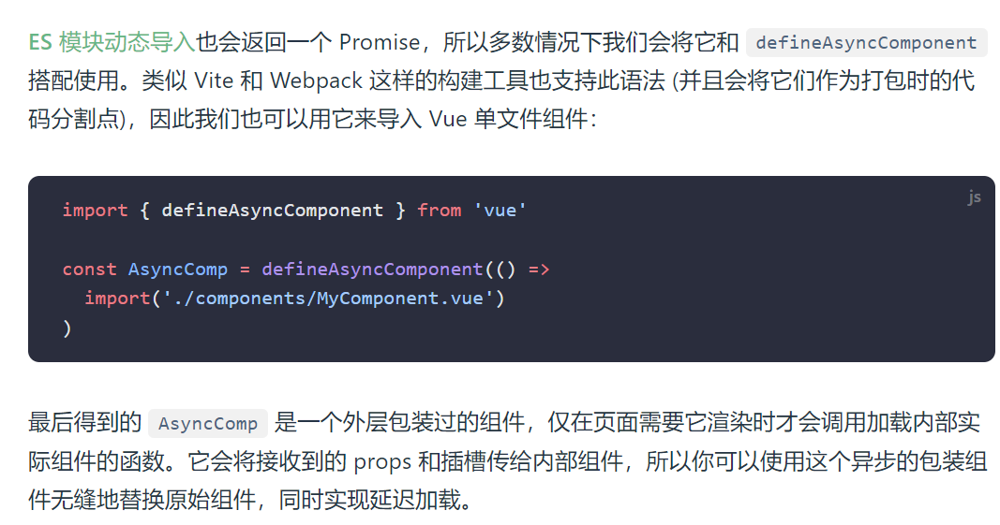 ES 模块动态导入也会返回一个 Promise，所以多数情况下我们会将它和 defineAsyncComponent
搭配使用。类似 Vite 和 Webpack 这样的构建工具也支持此语法 (并且会将它们作为打包时的代
码分割点)，因此我们也可以用它来导入 Vue 单文件组件：
js
import { defineAsyncComponent } from 'vue'
const AsyncComp = defineAsyncComponent(() =>
  import('./components/MyComponent.vue')
)
最后得到的 AsyncComp 是一个外层包装过的组件，仅在页面需要它渲染时才会调用加载内部实
际组件的函数。它会将接收到的 props 和插槽传给内部组件，所以你可以使用这个异步的包装组
件无缝地替换原始组件，同时实现延迟加载。